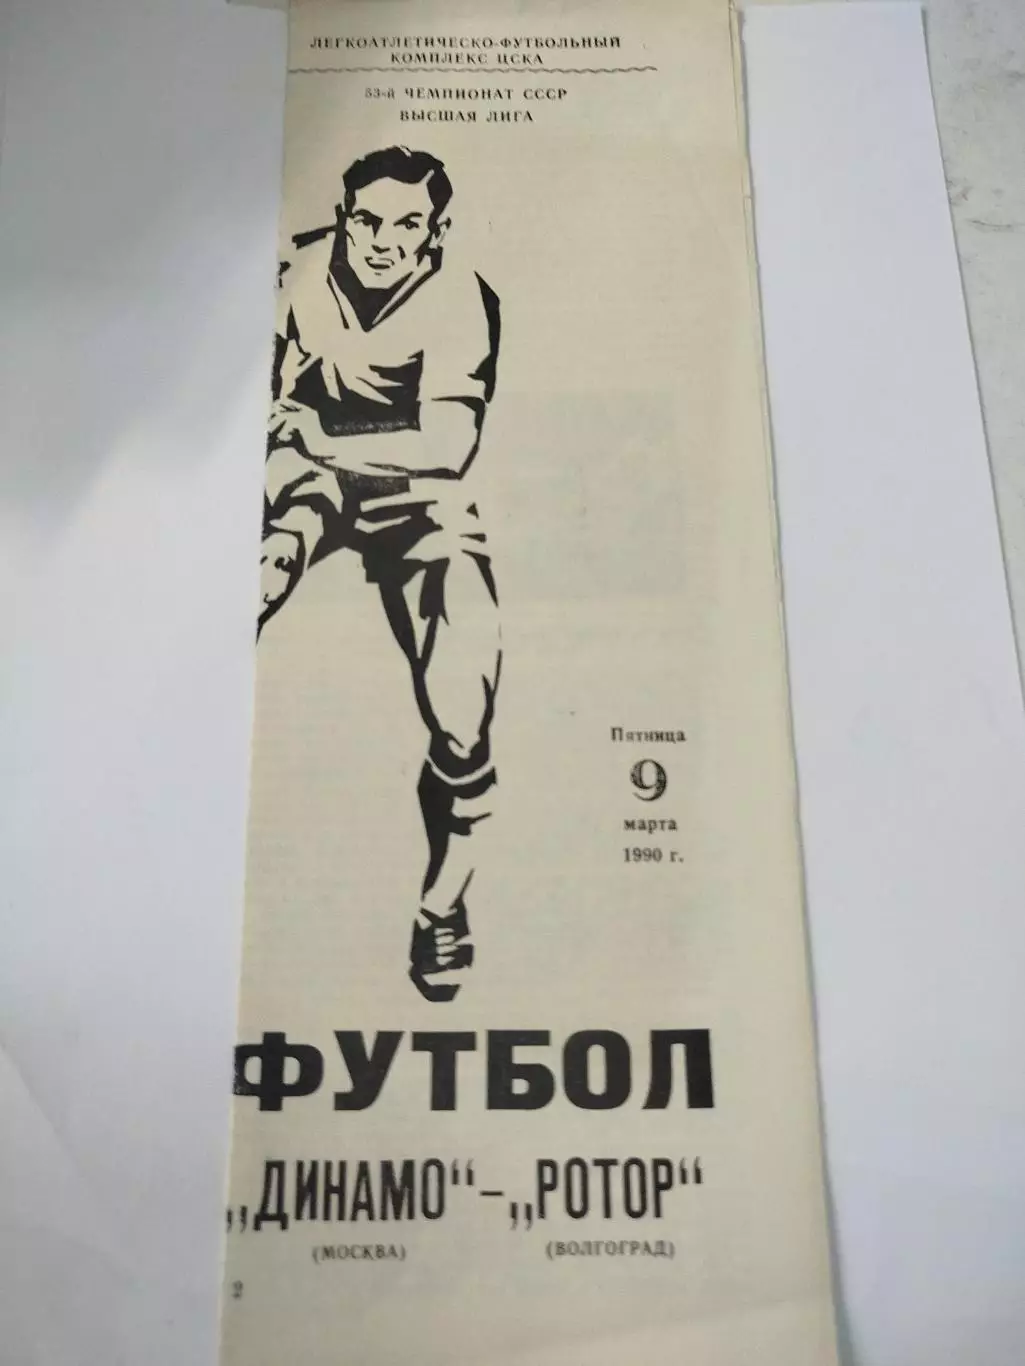 ЛЕГКОАТЛЕТИЧЕСКО-ФУТБОЛЬНЫЙ
КОМПЛЕКС ЦСКА
53-й ЧЕМПИОНАТ СССР
ВЫСШАЯ ЛИГА
Пятница
9
марта
1990 г.
ФУТБОЛ
„ДИНАМО“ – „РОТОР“
(МОСКВА) (ВОЛГОГРАД)
2